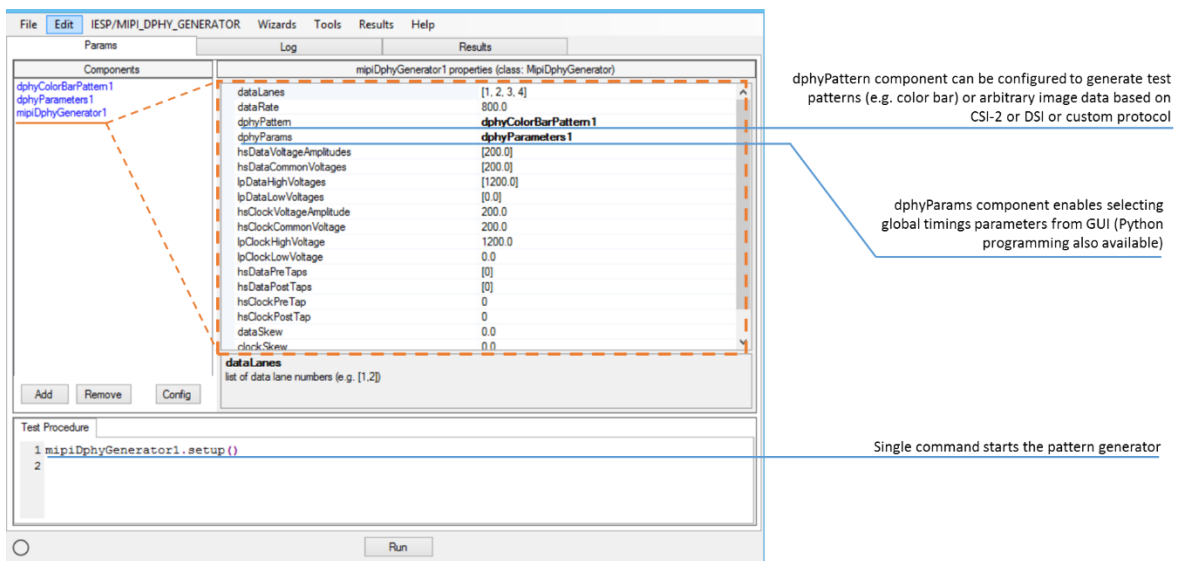 File Edit IESP/MIPI_DPHY_GENERATOR Wizards Tools Results Help
Params Log Results
Components
dphyColorBarPattern1
dphyParameters1
mipiDphyGenerator1
mipiDphyGenerator1 properties (class: MipiDphyGenerator)
dataLanes [1, 2, 3, 4]
dataRate 800.0
dphyPattern dphyColorBarPattern1
dphyParams dphyParameters1
hsDataVoltageAmplitudes [200.0]
hsDataCommonVoltages [200.0]
lpDataHighVoltages [1200.0]
lpDataLowVoltages [0.0]
hsClockVoltageAmplitude 200.0
hsClockCommonVoltage 200.0
lpClockHighVoltage 1200.0
lpClockLowVoltage 0.0
hsDataPreTaps [0]
hsDataPostTaps [0]
hsClockPreTap 0
hsClockPostTap 0
dataSkew 0.0
clockSkew 0.0
dataLanes
list of data lane numbers (e.g. [1,2])
Add Remove Config
Test Procedure
1 mipiDphyGenerator1.setup()
2
Run
dphyPattern component can be configured to generate test
patterns (e.g. color bar) or arbitrary image data based on
CSI-2 or DSI or custom protocol
dphyParams component enables selecting
global timings parameters from GUI (Python
programming also available)
Single command starts the pattern generator